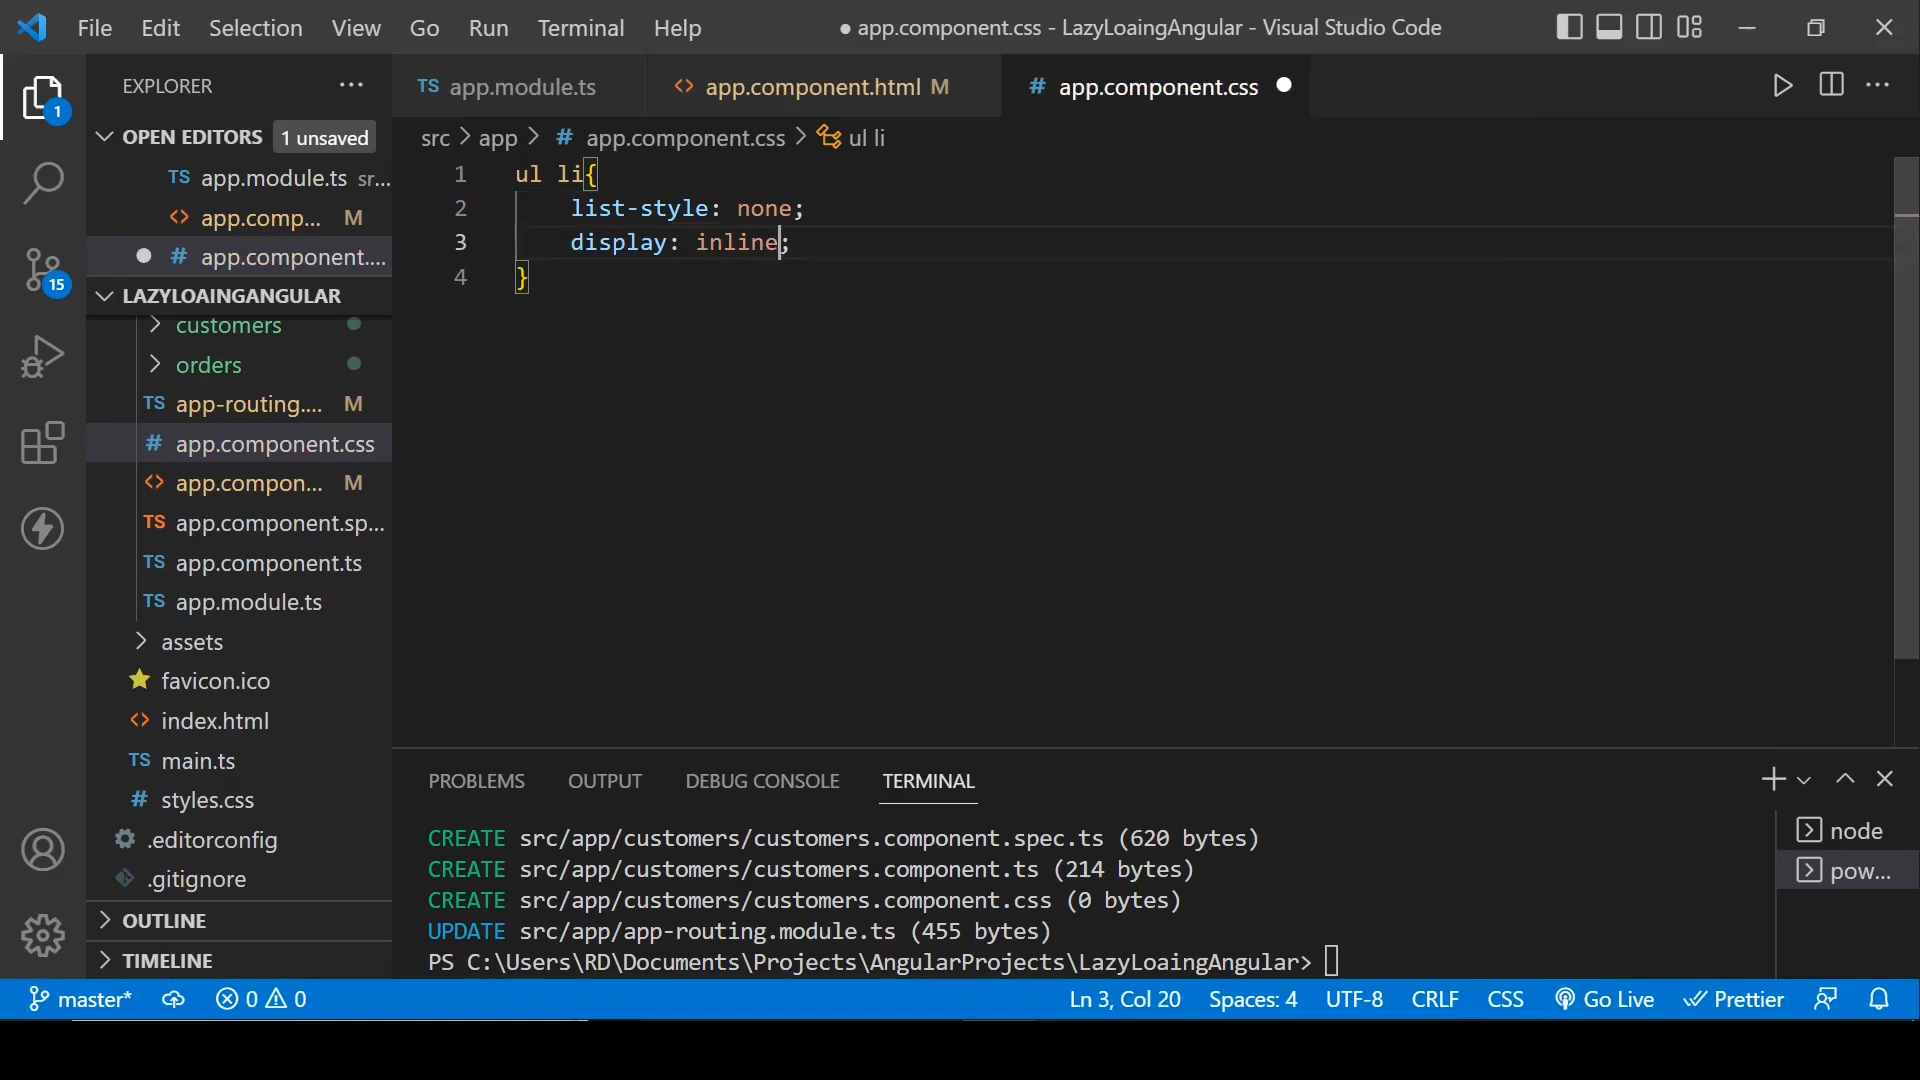 File Edit Selection View Go Run Terminal Help ● app.component.css - LazyLoaingAngular - Visual Studio Code
EXPLORER ...
OPEN EDITORS 1 unsaved
TS app.module.ts sr...
<> app.comp... M
# app.component....
LAZYLOAINGANGULAR
customers
orders
TS app-routing.... M
# app.component.css
<> app.compon... M
TS app.component.sp...
TS app.component.ts
TS app.module.ts
assets
favicon.ico
<> index.html
TS main.ts
# styles.css
.editorconfig
.gitignore
OUTLINE
TIMELINE
1
15
TS app.module.ts <> app.component.html M # app.component.css ●
src > app > # app.component.css > ul li
1 ul li{
2 list-style: none;
3 display: inline;
4 }
PROBLEMS OUTPUT DEBUG CONSOLE TERMINAL
CREATE src/app/customers/customers.component.spec.ts (620 bytes)
CREATE src/app/customers/customers.component.ts (214 bytes)
CREATE src/app/customers/customers.component.css (0 bytes)
UPDATE src/app/app-routing.module.ts (455 bytes)
PS C:\Users\RD\Documents\Projects\AngularProjects\LazyLoaingAngular>
node
pow...
master* 0 0 Ln 3, Col 20 Spaces: 4 UTF-8 CRLF CSS Go Live Prettier